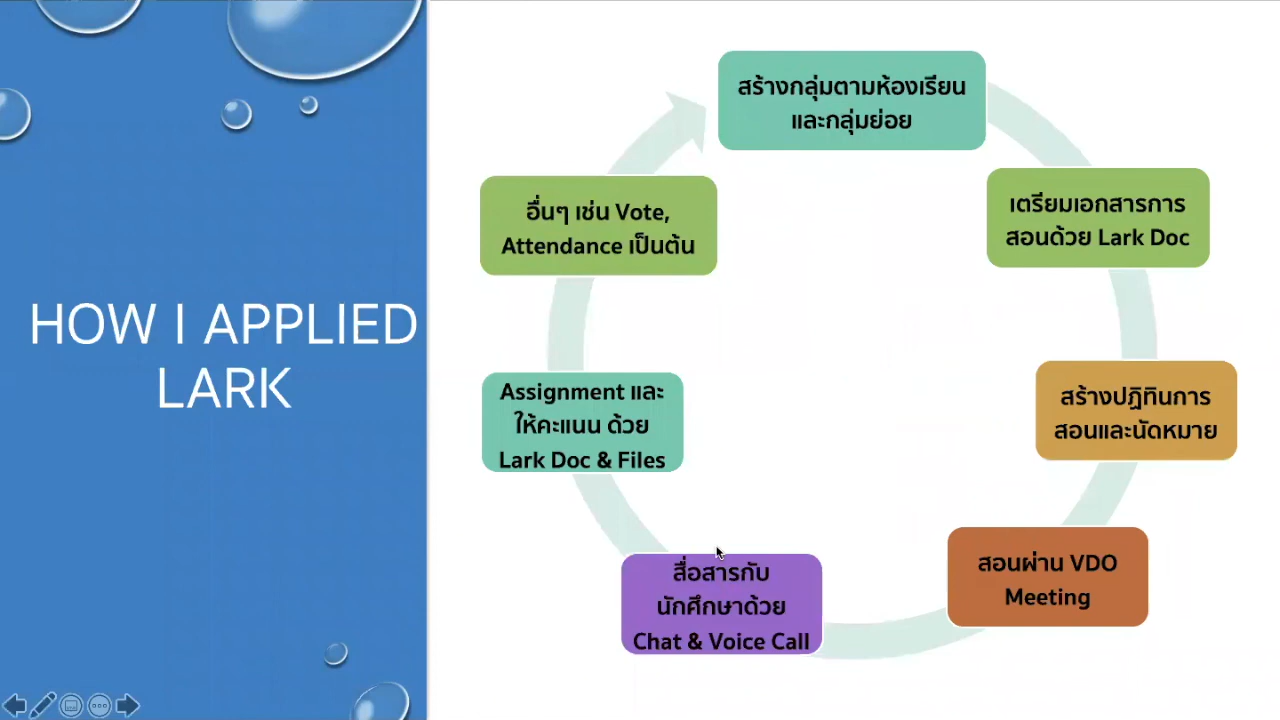 HOW I APPLIED
LARK
สร้างกลุ่มตามห้องเรียน
และกลุ่มย่อย
เตรียมเอกสารการ
สอนด้วย Lark Doc
สร้างปฏิทินการ
สอนและนัดหมาย
สอนผ่าน VDO
Meeting
สื่อสารกับ
นักศึกษาด้วย
Chat & Voice Call
Assignment และ
ให้คะแนน ด้วย
Lark Doc & Files
อื่นๆ เช่น Vote,
Attendance เป็นต้น